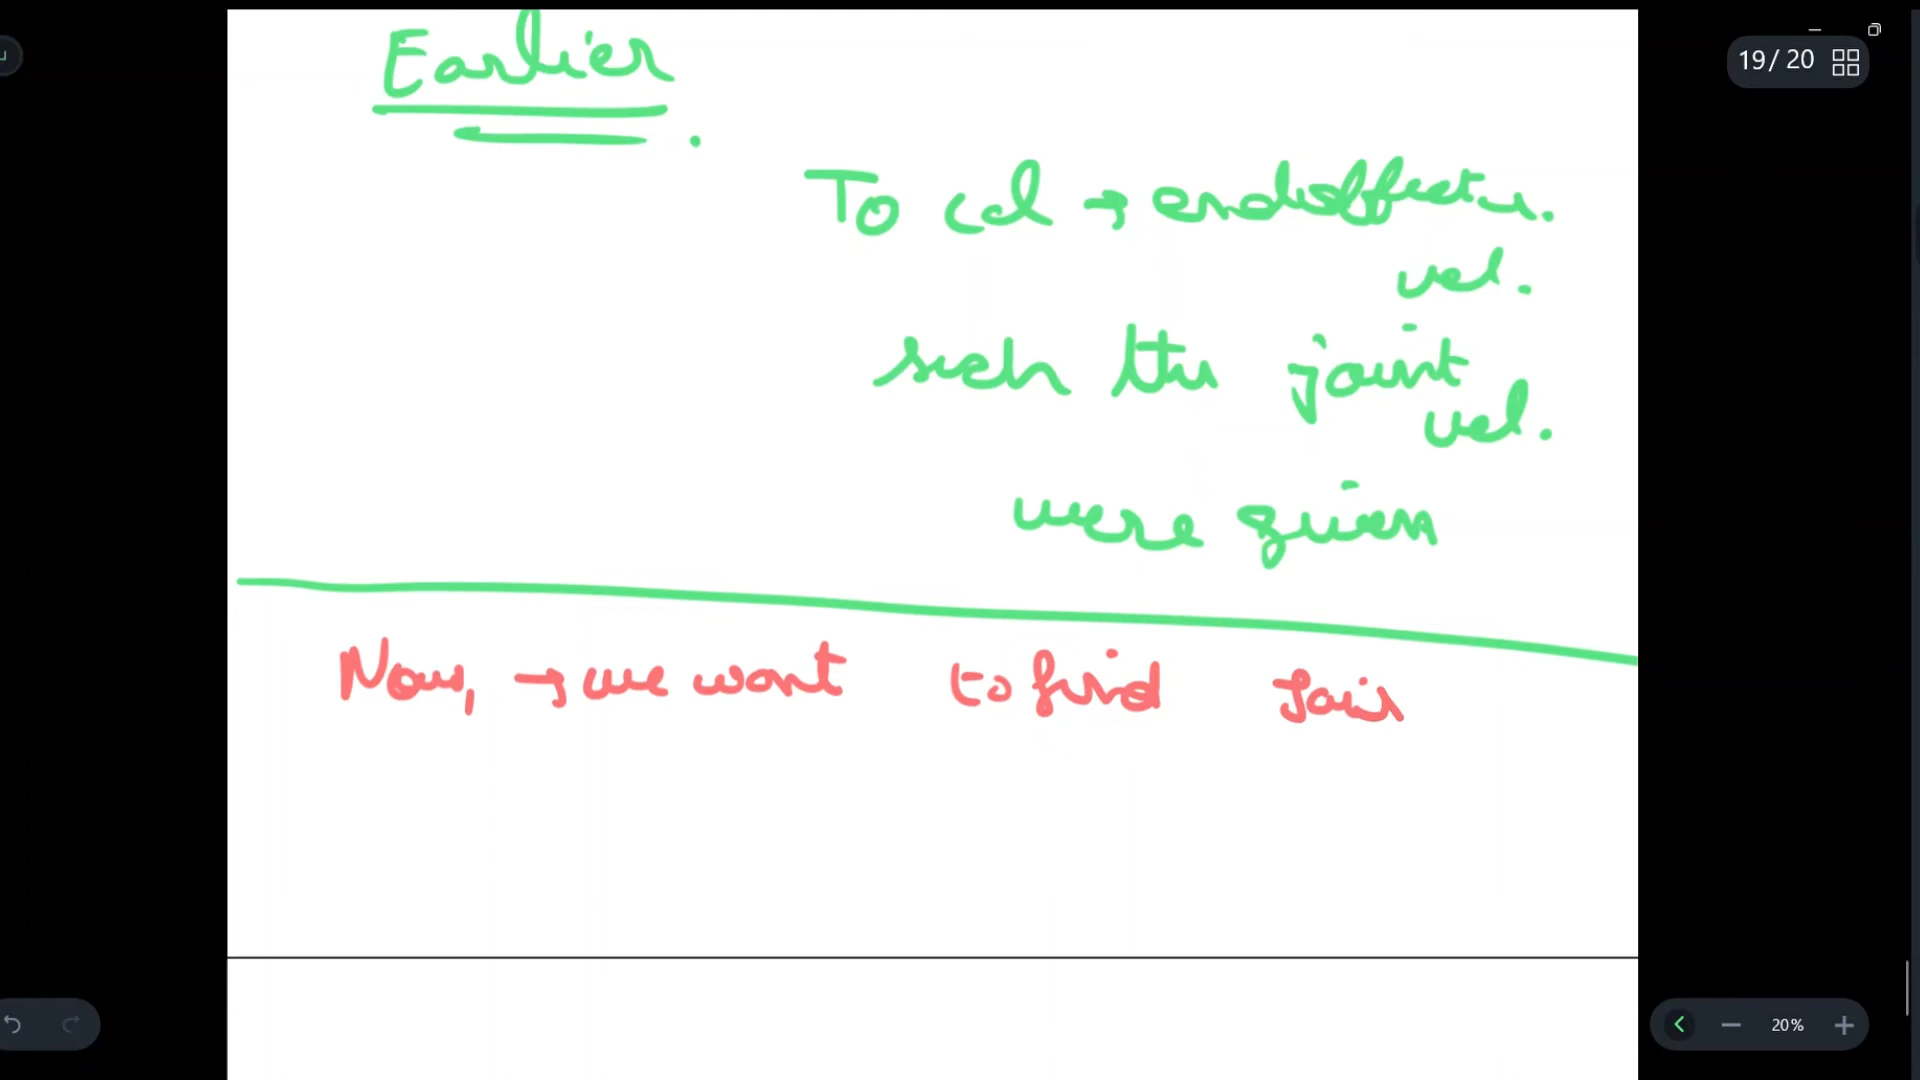 Earlier
19/ 20
To cal → endeffector.
vel.
such the joint
vel.
were given
Now, → we want to find Join
20%